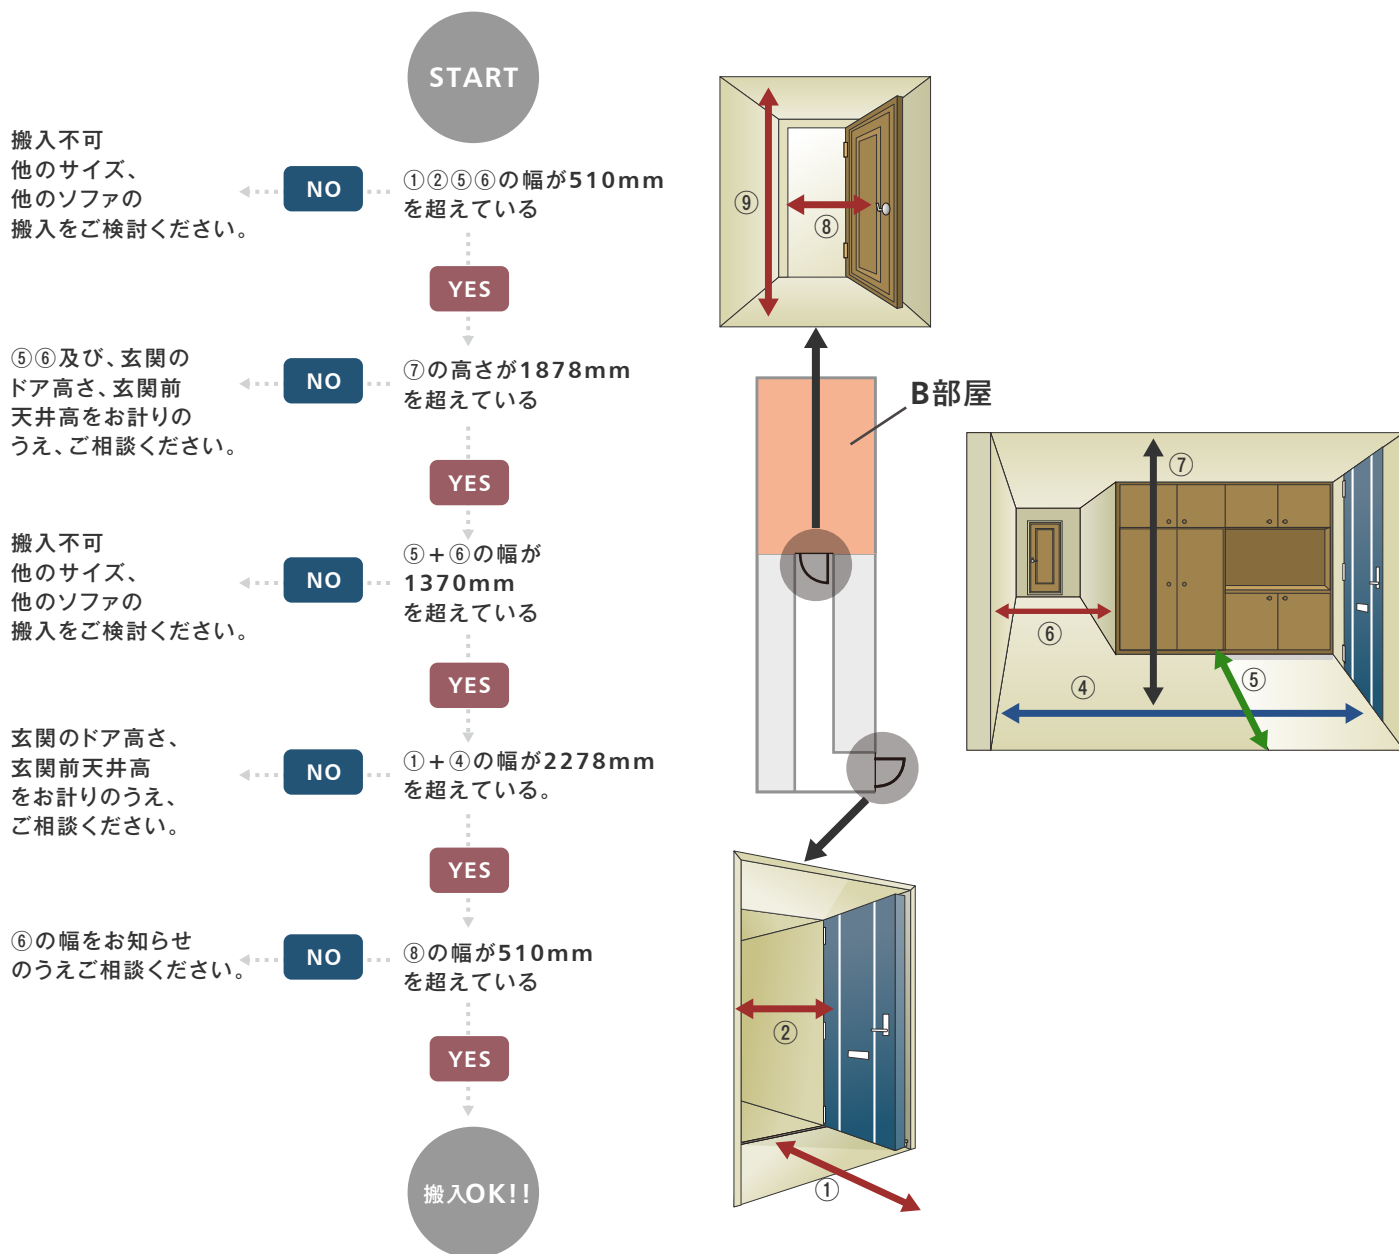 START
搬入不可
他のサイズ、
他のソファの
搬入をご検討ください。
NO
①②⑤⑥の幅が510mm
を超えている
YES
⑤⑥及び、玄関の
ドア高さ、玄関前
天井高をお計りの
うえ、ご相談ください。
NO
⑦の高さが1878mm
を超えている
YES
搬入不可
他のサイズ、
他のソファの
搬入をご検討ください。
NO
⑤+⑥の幅が
1370mm
を超えている
YES
玄関のドア高さ、
玄関前天井高
をお計りのうえ、
ご相談ください。
NO
①+④の幅が2278mm
を超えている。
YES
⑥の幅をお知らせ
のうえご相談ください。
NO
⑧の幅が510mm
を超えている
YES
搬入OK!!
⑨
⑧
B部屋
⑦
⑥
④
⑤
②
①